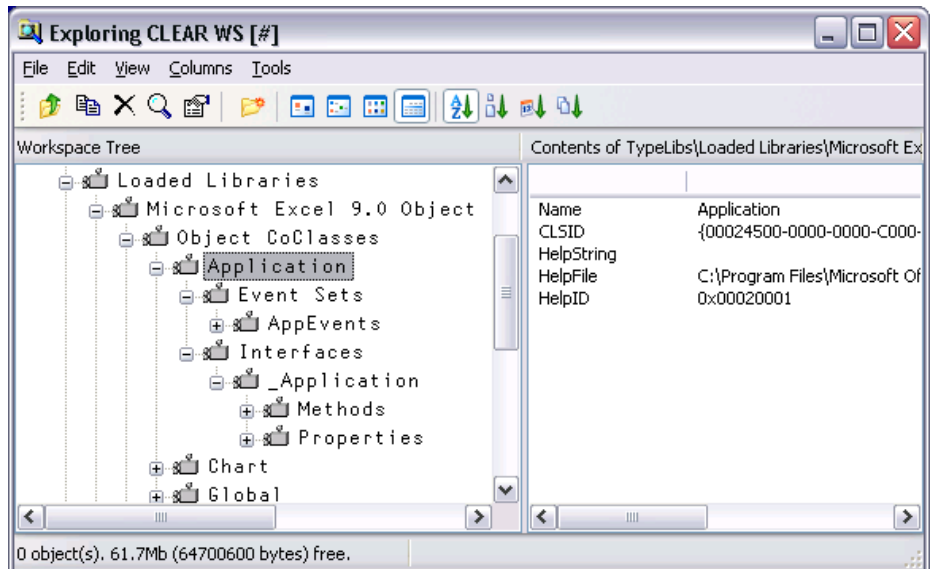 Exploring CLEAR WS [#]
File Edit View Columns Tools
Workspace Tree
Contents of TypeLibs\Loaded Libraries\Microsoft Ex
Loaded Libraries
Microsoft Excel 9.0 Object
Object CoClasses
Application
Event Sets
AppEvents
Interfaces
_Application
Methods
Properties
Chart
Global
Name Application
CLSID {00024500-0000-0000-C000-
HelpString
HelpFile C:\Program Files\Microsoft Of
HelpID 0x00020001
0 object(s). 61.7Mb (64700600 bytes) free.